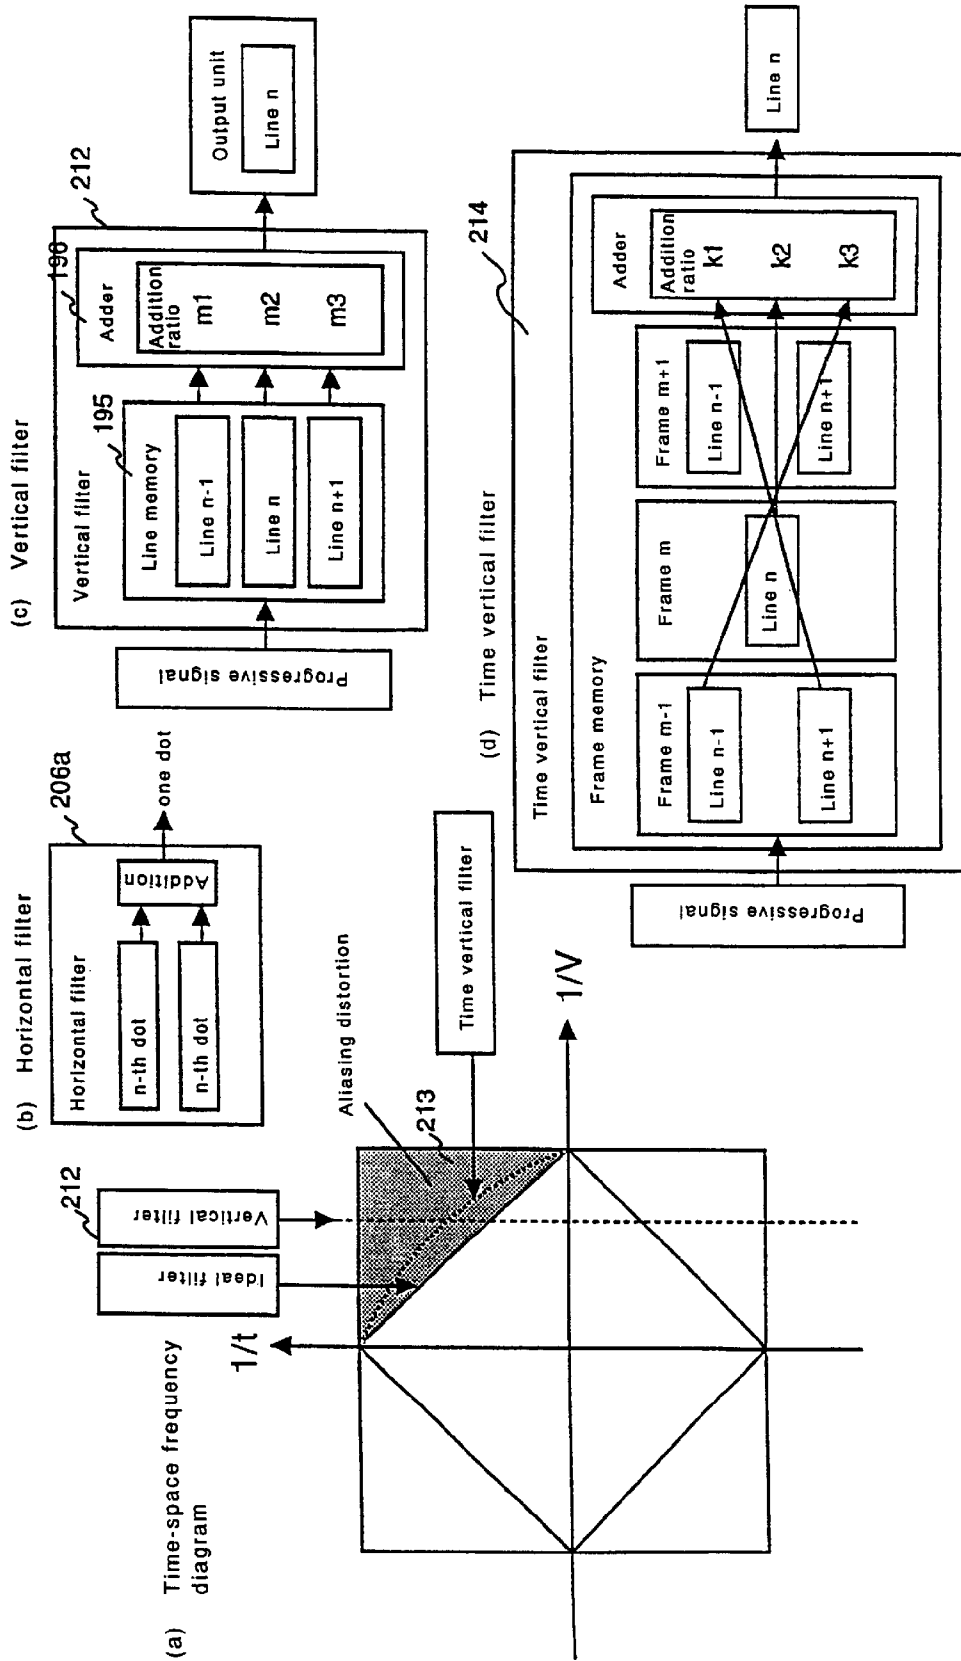 (a) Time-space frequency
diagram
1/t
1/V
Ideal filter
Vertical filter
212
Aliasing distortion
213
Time vertical filter
(b) Horizontal filter
206a
Horizontal filter
n-th dot
n-th dot
Addition
one dot
(c) Vertical filter
Progressive signal
212
Vertical filter
195
Line memory
Line n-1
Line n
Line n+1
196
Adder
Addition
ratio
m1
m2
m3
Output unit
Line n
(d) Time vertical filter
Progressive signal
214
Time vertical filter
Frame memory
Frame m-1
Line n-1
Line n+1
Frame m
Line n
Frame m+1
Line n-1
Line n+1
Adder
Addition
ratio
k1
k2
k3
Line n